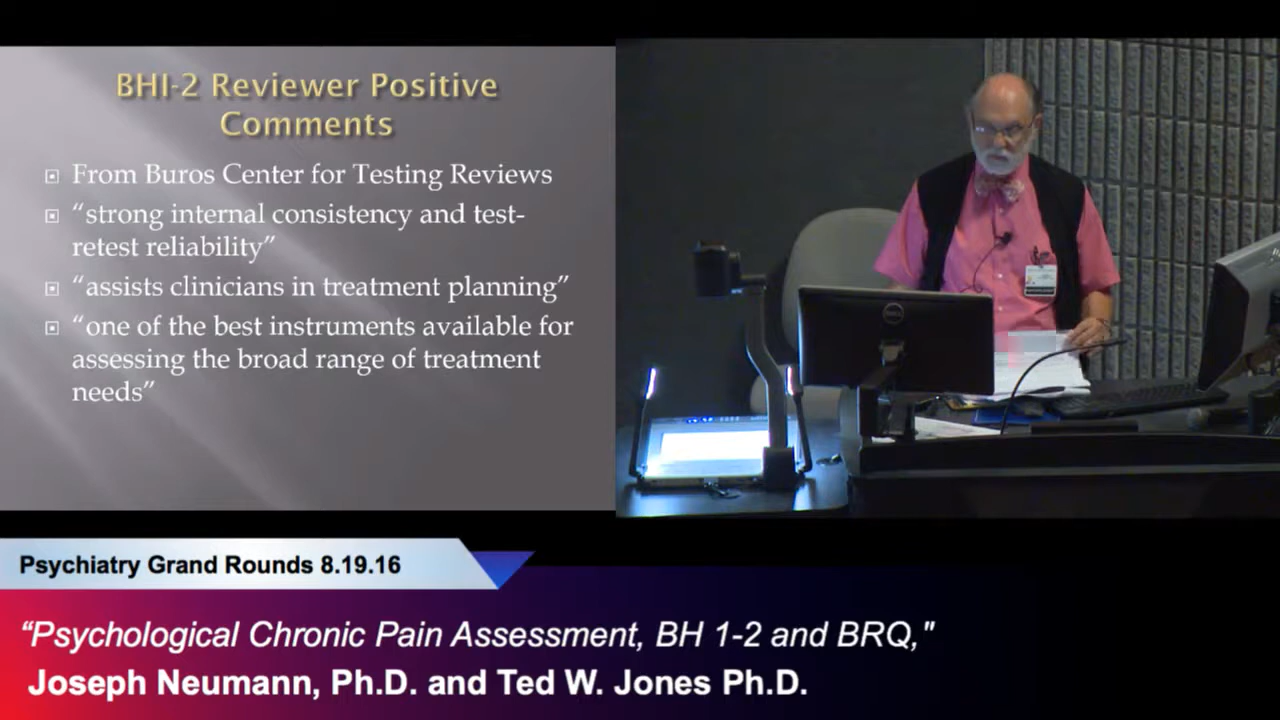 BHI-2 Reviewer Positive
Comments
From Buros Center for Testing Reviews
“strong internal consistency and test-
retest reliability”
“assists clinicians in treatment planning”
“one of the best instruments available for
assessing the broad range of treatment
needs”
DELL
Psychiatry Grand Rounds 8.19.16
“Psychological Chronic Pain Assessment, BH 1-2 and BRQ,"
Joseph Neumann, Ph.D. and Ted W. Jones Ph.D.